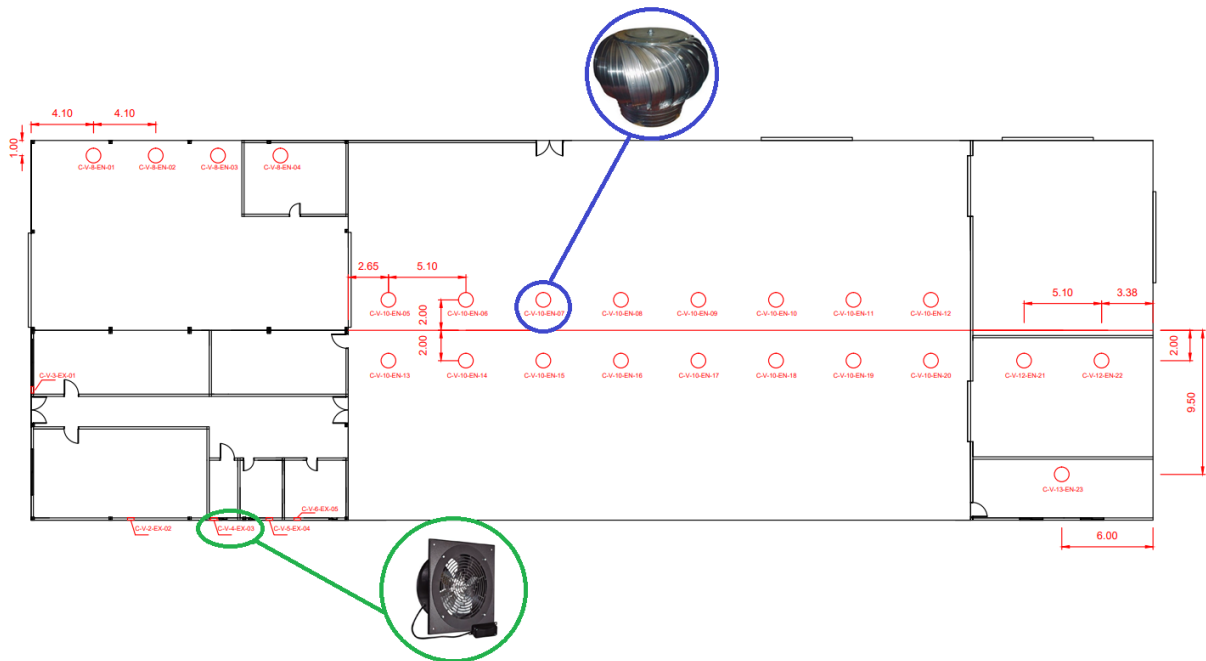 4.10
4.10
1.00
C-V-8-EN-01
C-V-8-EN-02
C-V-8-EN-03
C-V-8-EN-04
2.65
5.10
5.10
3.38
2.00
C-V-10-EN-05
C-V-10-EN-06
C-V-10-EN-07
C-V-10-EN-08
C-V-10-EN-09
C-V-10-EN-10
C-V-10-EN-11
C-V-10-EN-12
2.00
2.00
C-V-10-EN-13
C-V-10-EN-14
C-V-10-EN-15
C-V-10-EN-16
C-V-10-EN-17
C-V-10-EN-18
C-V-10-EN-19
C-V-10-EN-20
C-V-12-EN-21
C-V-12-EN-22
C-V-3-EX-01
9.50
C-V-13-EN-23
C-V-6-EX-05
C-V-2-EX-02
C-V-4-EX-03
C-V-5-EX-04
6.00